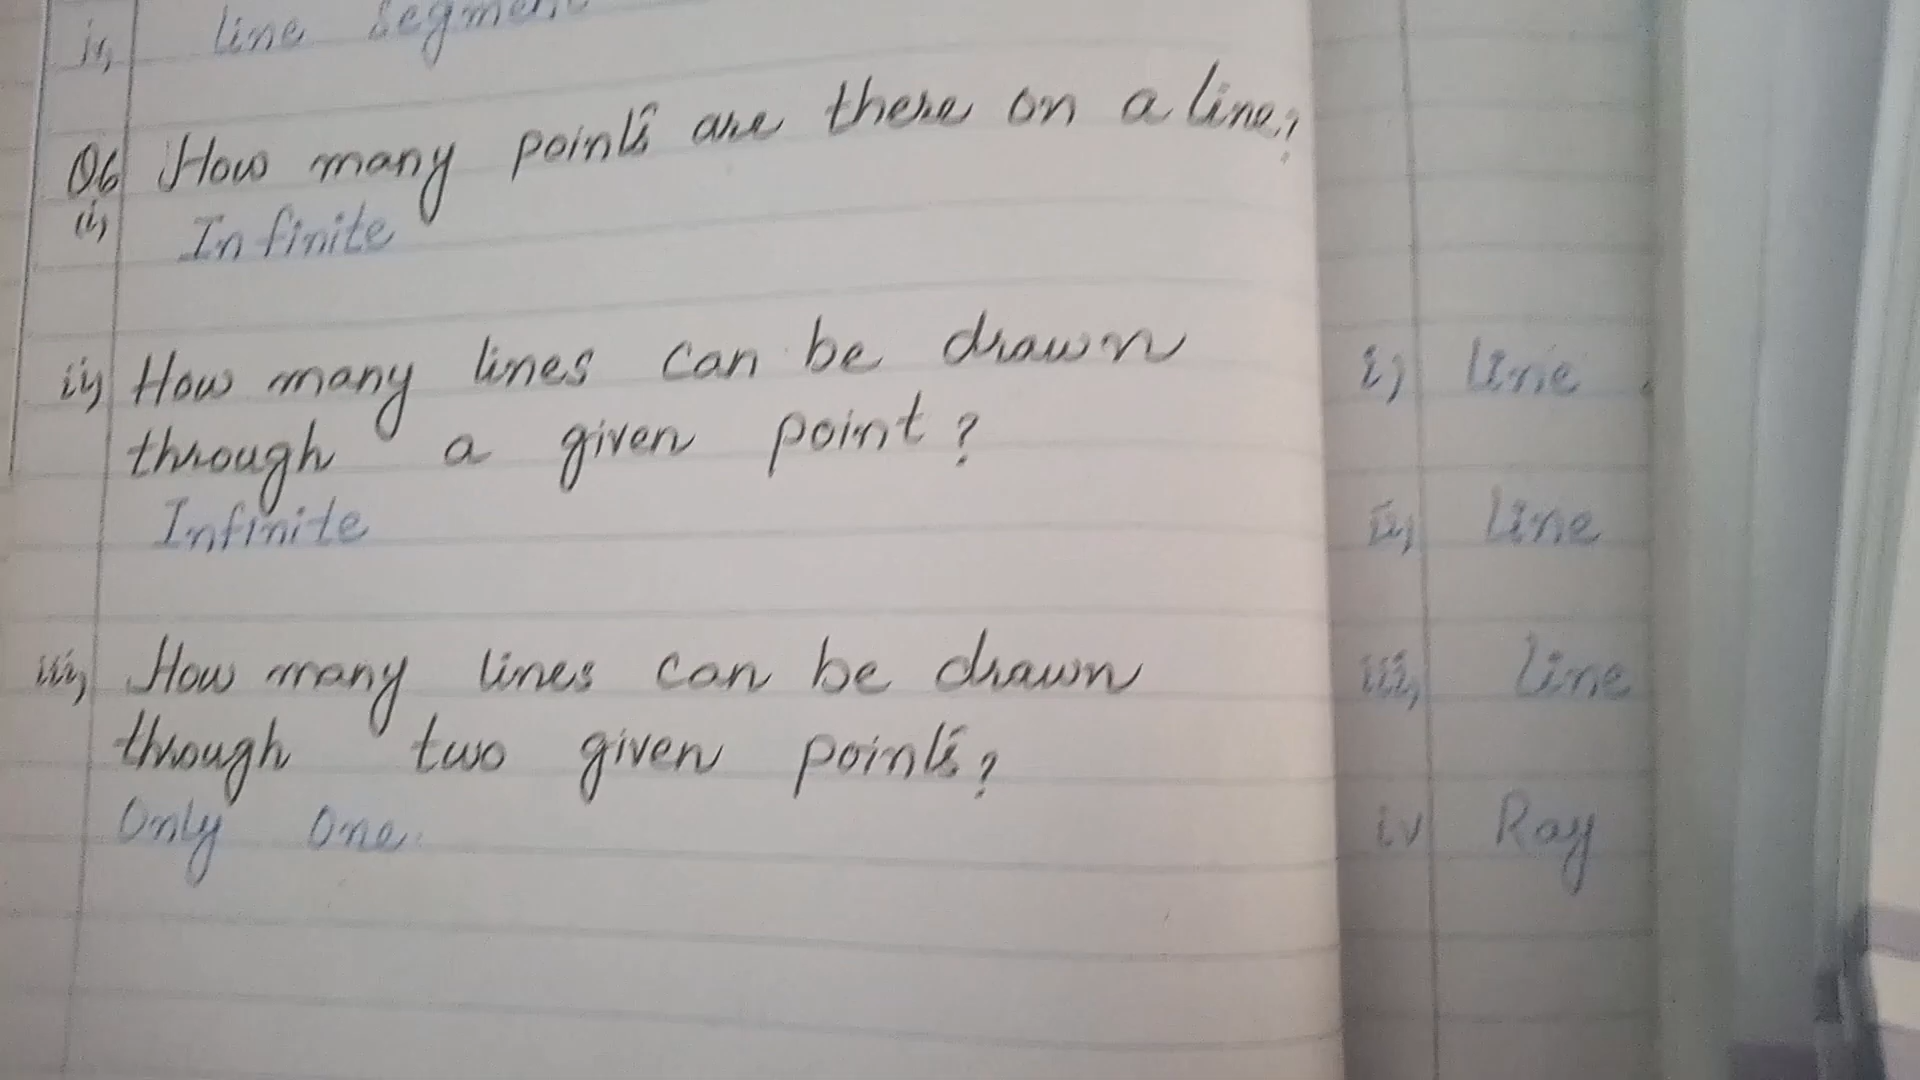 iv, line segment
Q6 How many points are there on a line?
(i, Infinite
ii, How many lines can be drawn
through a given point?
Infinite
iii, How many lines can be drawn
through two given points?
Only One.
i, line
ii, line
iii, line
iv Ray